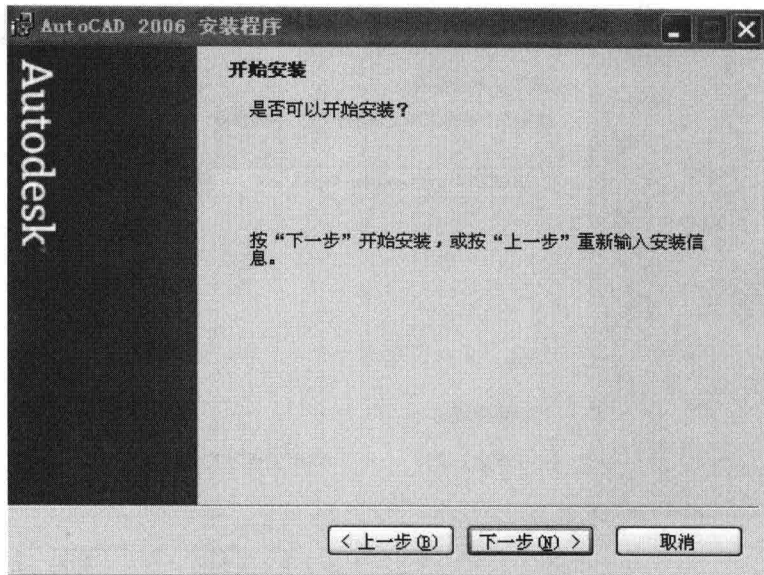 AutoCAD 2006 安装程序
Autodesk
开始安装
是否可以开始安装？
按“下一步”开始安装，或按“上一步”重新输入安装信
息。
< 上一步(B)
下一步(N) >
取消